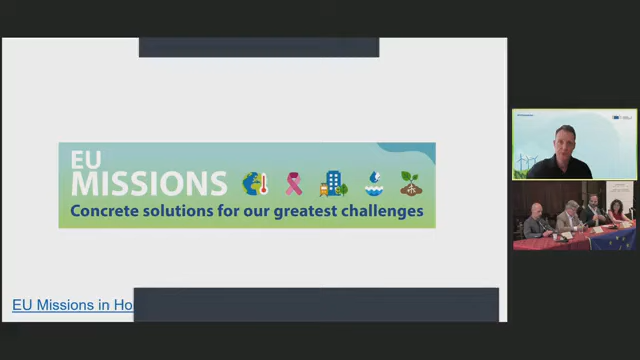 EU
MISSIONS
Concrete solutions for our greatest challenges
EU Missions in Ho